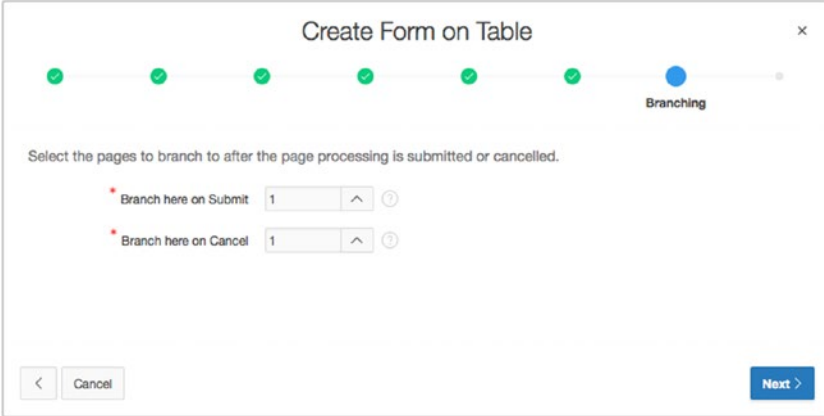 Create Form on Table
Branching
Select the pages to branch to after the page processing is submitted or cancelled.
* Branch here on Submit 1 ?
* Branch here on Cancel 1 ?
Cancel Next >